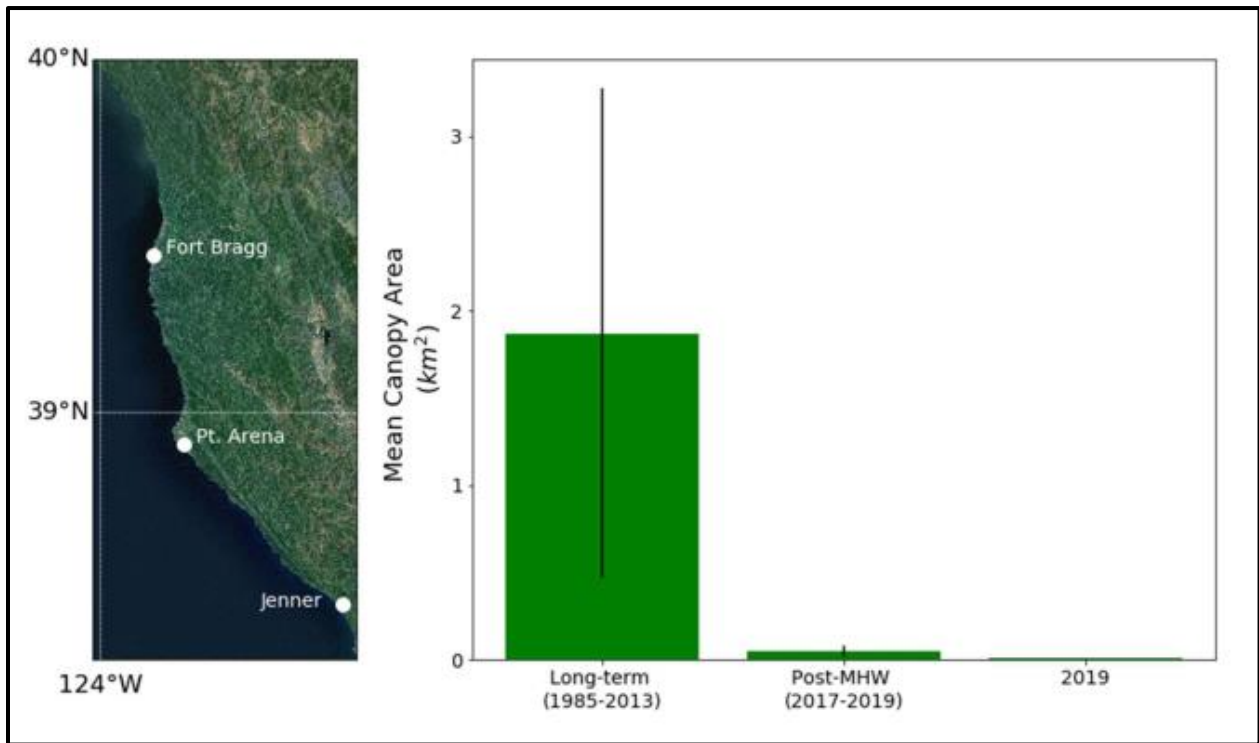 40°N
Fort Bragg
39°N
Pt. Arena
Jenner
124°W
Mean Canopy Area
(km²)
3
2
1
0
Long-term
(1985-2013)
Post-MHW
(2017-2019)
2019